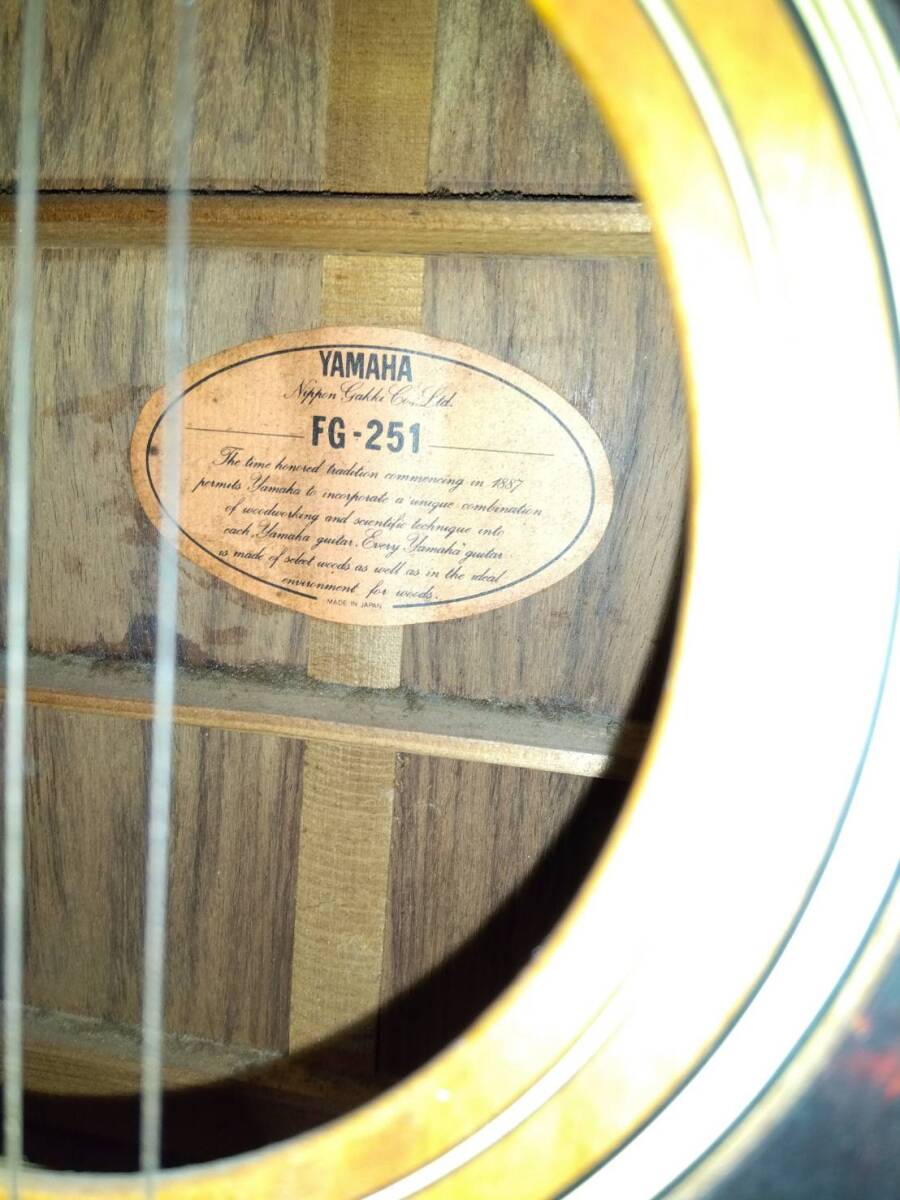 YAMAHA
Nippon Gakki Co., Ltd.
FG-251
The time honored tradition commencing in 1887
permits Yamaha to incorporate a unique combination
of woodworking and scientific technique into
each Yamaha guitar. Every Yamaha guitar
is made of select woods as well as in the ideal
environment for woods.
MADE IN JAPAN